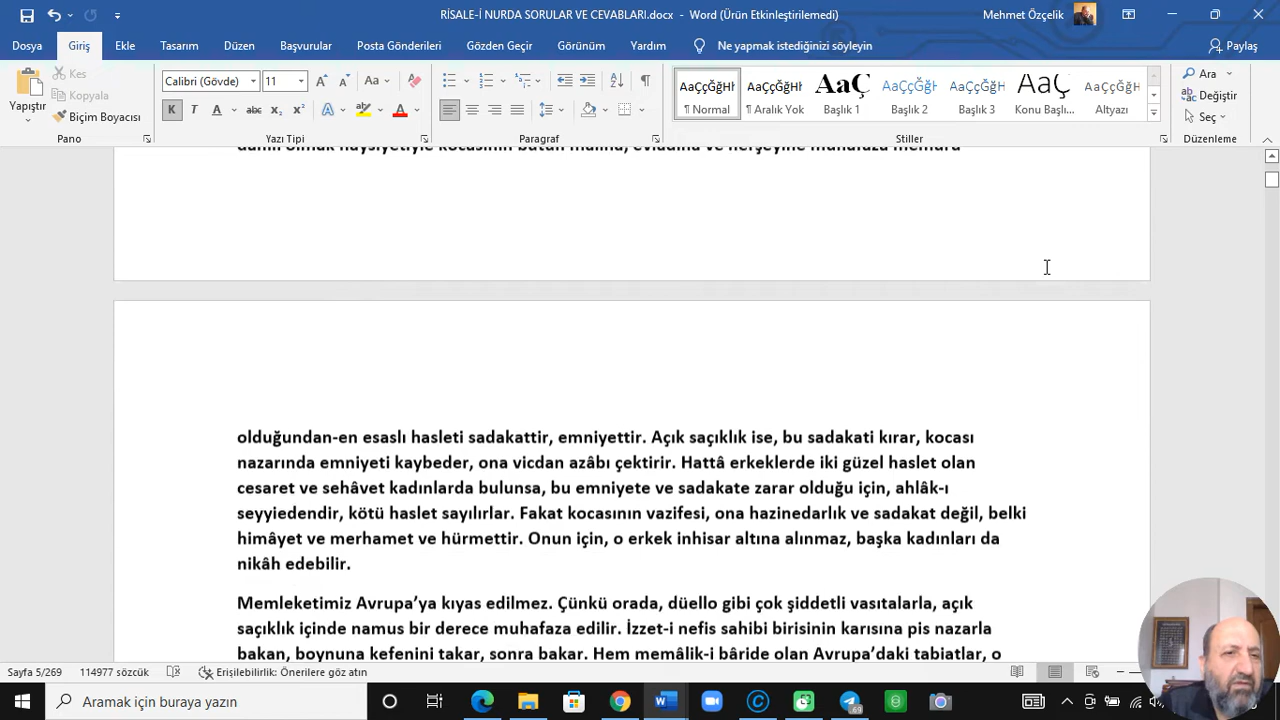 RİSALE-İ NURDA SORULAR VE CEVABLARI.docx - Word (Ürün Etkinleştirilemedi)
Mehmet Özçelik
Dosya Giriş Ekle Tasarım Düzen Başvurular Posta Gönderileri Gözden Geçir Görünüm Yardım Ne yapmak istediğinizi söyleyin Paylaş
Yapıştır
Kes
Kopyala
Biçim Boyacısı
Calibri (Gövde) 11
AaÇçĞğH AaÇçĞğH AaÇ AaÇçĞğ AaÇçĞğH AaÇ AaÇçĞğH
¶ Normal ¶ Aralık Yok Başlık 1 Başlık 2 Başlık 3 Konu Başlı... Altyazı
Ara
Değiştir
Seç
Pano Yazı Tipi Paragraf Stiller Düzenleme
olduğundan-en esaslı hasleti sadakattir, emniyettir. Açık saçıklık ise, bu sadakati kırar, kocası
nazarında emniyeti kaybeder, ona vicdan azâbı çektirir. Hattâ erkeklerde iki güzel haslet olan
cesaret ve sehâvet kadınlarda bulunsa, bu emniyete ve sadakate zarar olduğu için, ahlâk-ı
seyyiedendir, kötü haslet sayılırlar. Fakat kocasının vazifesi, ona hazinedarlık ve sadakat değil, belki
himâyet ve merhamet ve hürmettir. Onun için, o erkek inhisar altına alınmaz, başka kadınları da
nikâh edebilir.
Memleketimiz Avrupa’ya kıyas edilmez. Çünkü orada, düello gibi çok şiddetli vasıtalarla, açık
saçıklık içinde namus bir derece muhafaza edilir. İzzet-i nefis sahibi birisinin karısına pis nazarla
bakan, boynuna kefenini takar, sonra bakar. Hem memâlik-i bâride olan Avrupa’daki tabiatlar, o
Sayfa 5/269 114977 sözcük Erişilebilirlik: Önerilere göz atın
Aramak için buraya yazın
69